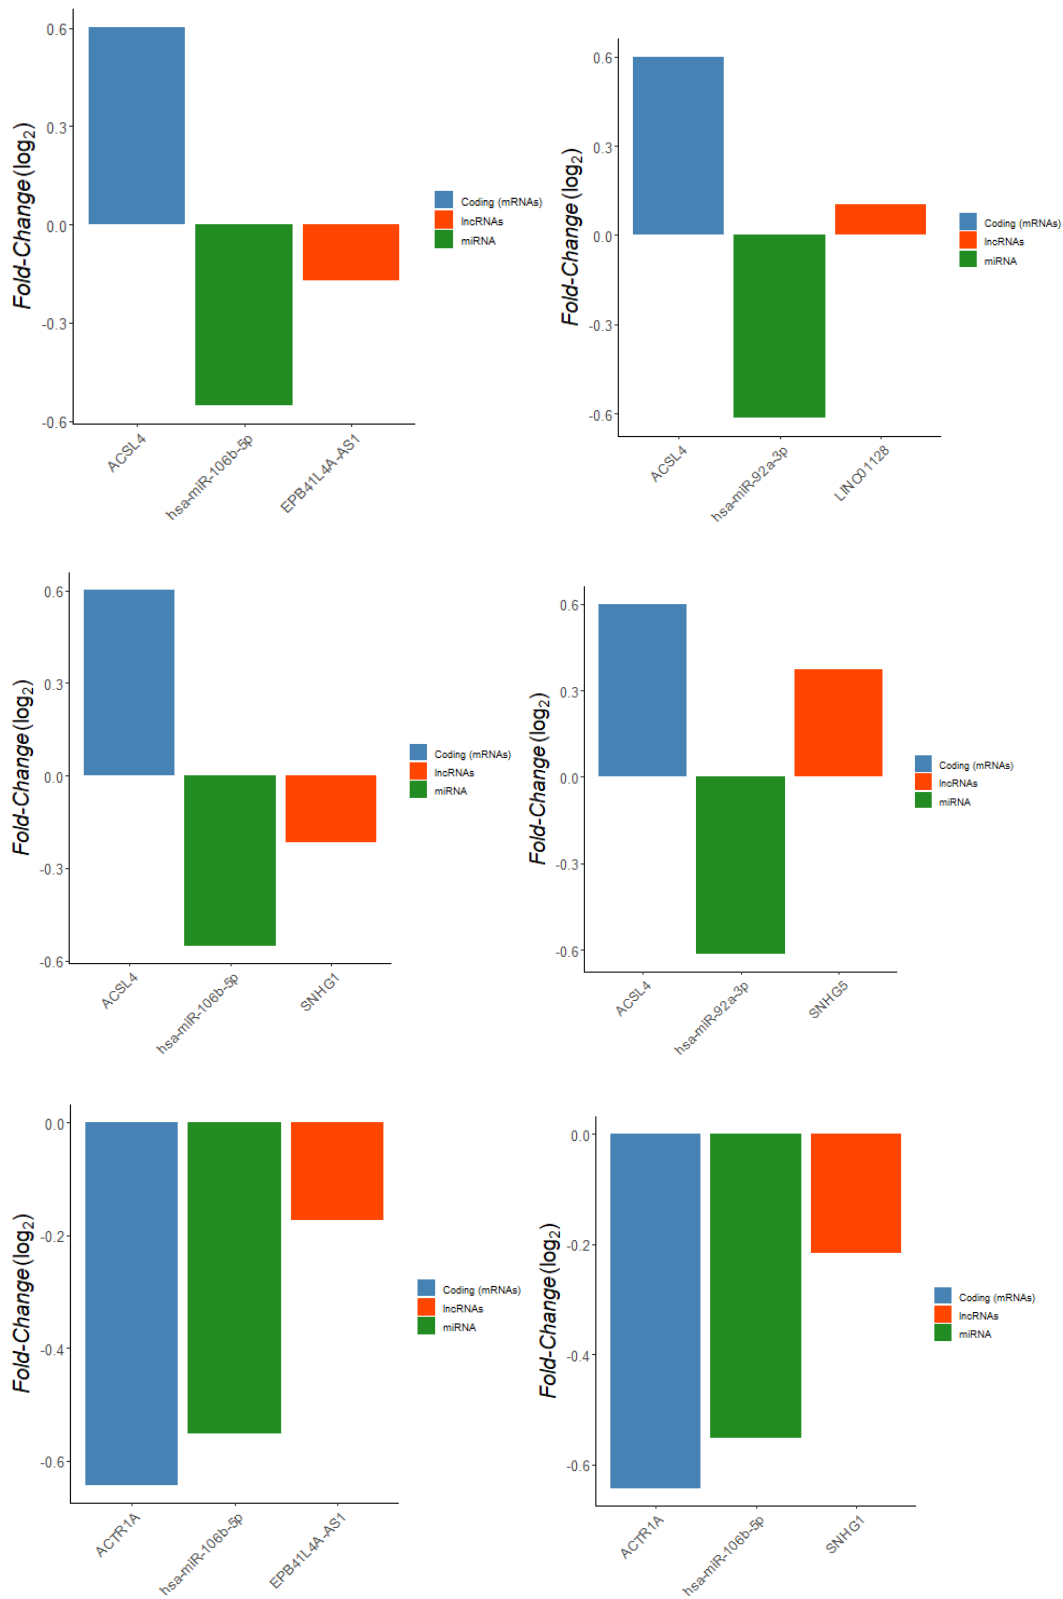 0.6
0.3
0.0
-0.3
-0.6
Fold-Change (log2)
ACSL4
hsa-miR-106b-5p
EPB41L4A-AS1
Coding (mRNAs)
lncRNAs
miRNA
0.6
0.3
0.0
-0.3
-0.6
Fold-Change (log2)
ACSL4
hsa-miR-92a-3p
LINC01128
Coding (mRNAs)
lncRNAs
miRNA
0.6
0.3
0.0
-0.3
-0.6
Fold-Change (log2)
ACSL4
hsa-miR-106b-5p
SNHG1
Coding (mRNAs)
lncRNAs
miRNA
0.6
0.3
0.0
-0.3
-0.6
Fold-Change (log2)
ACSL4
hsa-miR-92a-3p
SNHG5
Coding (mRNAs)
lncRNAs
miRNA
0.0
-0.2
-0.4
-0.6
Fold-Change (log2)
ACTR1A
hsa-miR-106b-5p
EPB41L4A-AS1
Coding (mRNAs)
lncRNAs
miRNA
0.0
-0.2
-0.4
-0.6
Fold-Change (log2)
ACTR1A
hsa-miR-106b-5p
SNHG1
Coding (mRNAs)
lncRNAs
miRNA